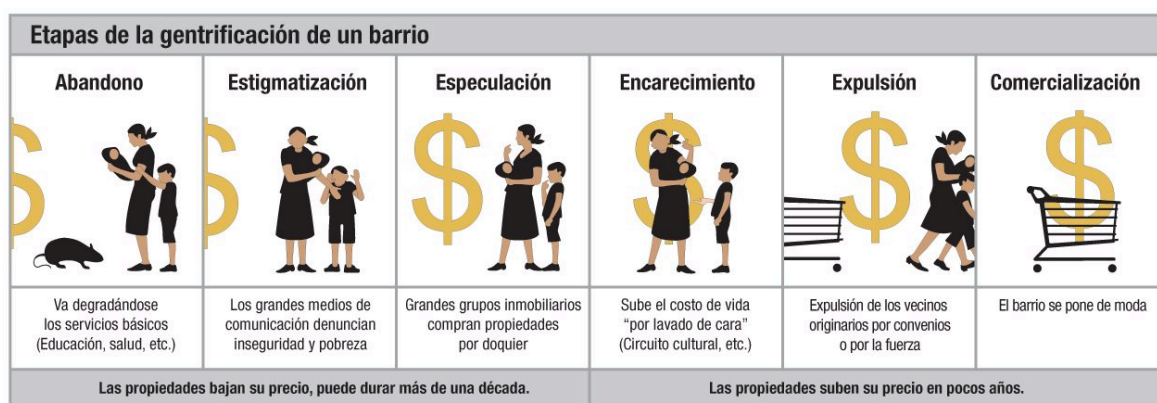 Etapas de la gentrificación de un barrio
Abandono
Estigmatización
Especulación
Encarecimiento
Expulsión
Comercialización
Va degradándose
los servicios básicos
(Educación, salud, etc.)
Los grandes medios de
comunicación denuncian
inseguridad y pobreza
Grandes grupos inmobiliarios
compran propiedades
por doquier
Sube el costo de vida
“por lavado de cara”
(Circuito cultural, etc.)
Expulsión de los vecinos
originarios por convenios
o por la fuerza
El barrio se pone de moda
Las propiedades bajan su precio, puede durar más de una década.
Las propiedades suben su precio en pocos años.